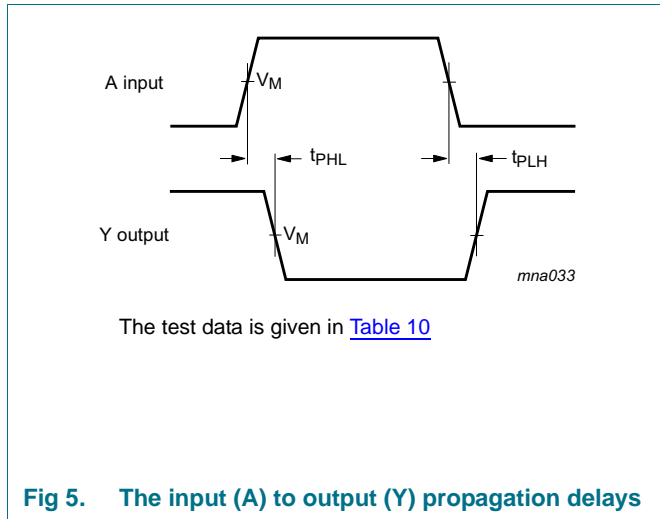 A input
VM
tPHL
tPLH
Y output
VM
mna033
The test data is given in Table 10
Fig 5. The input (A) to output (Y) propagation delays